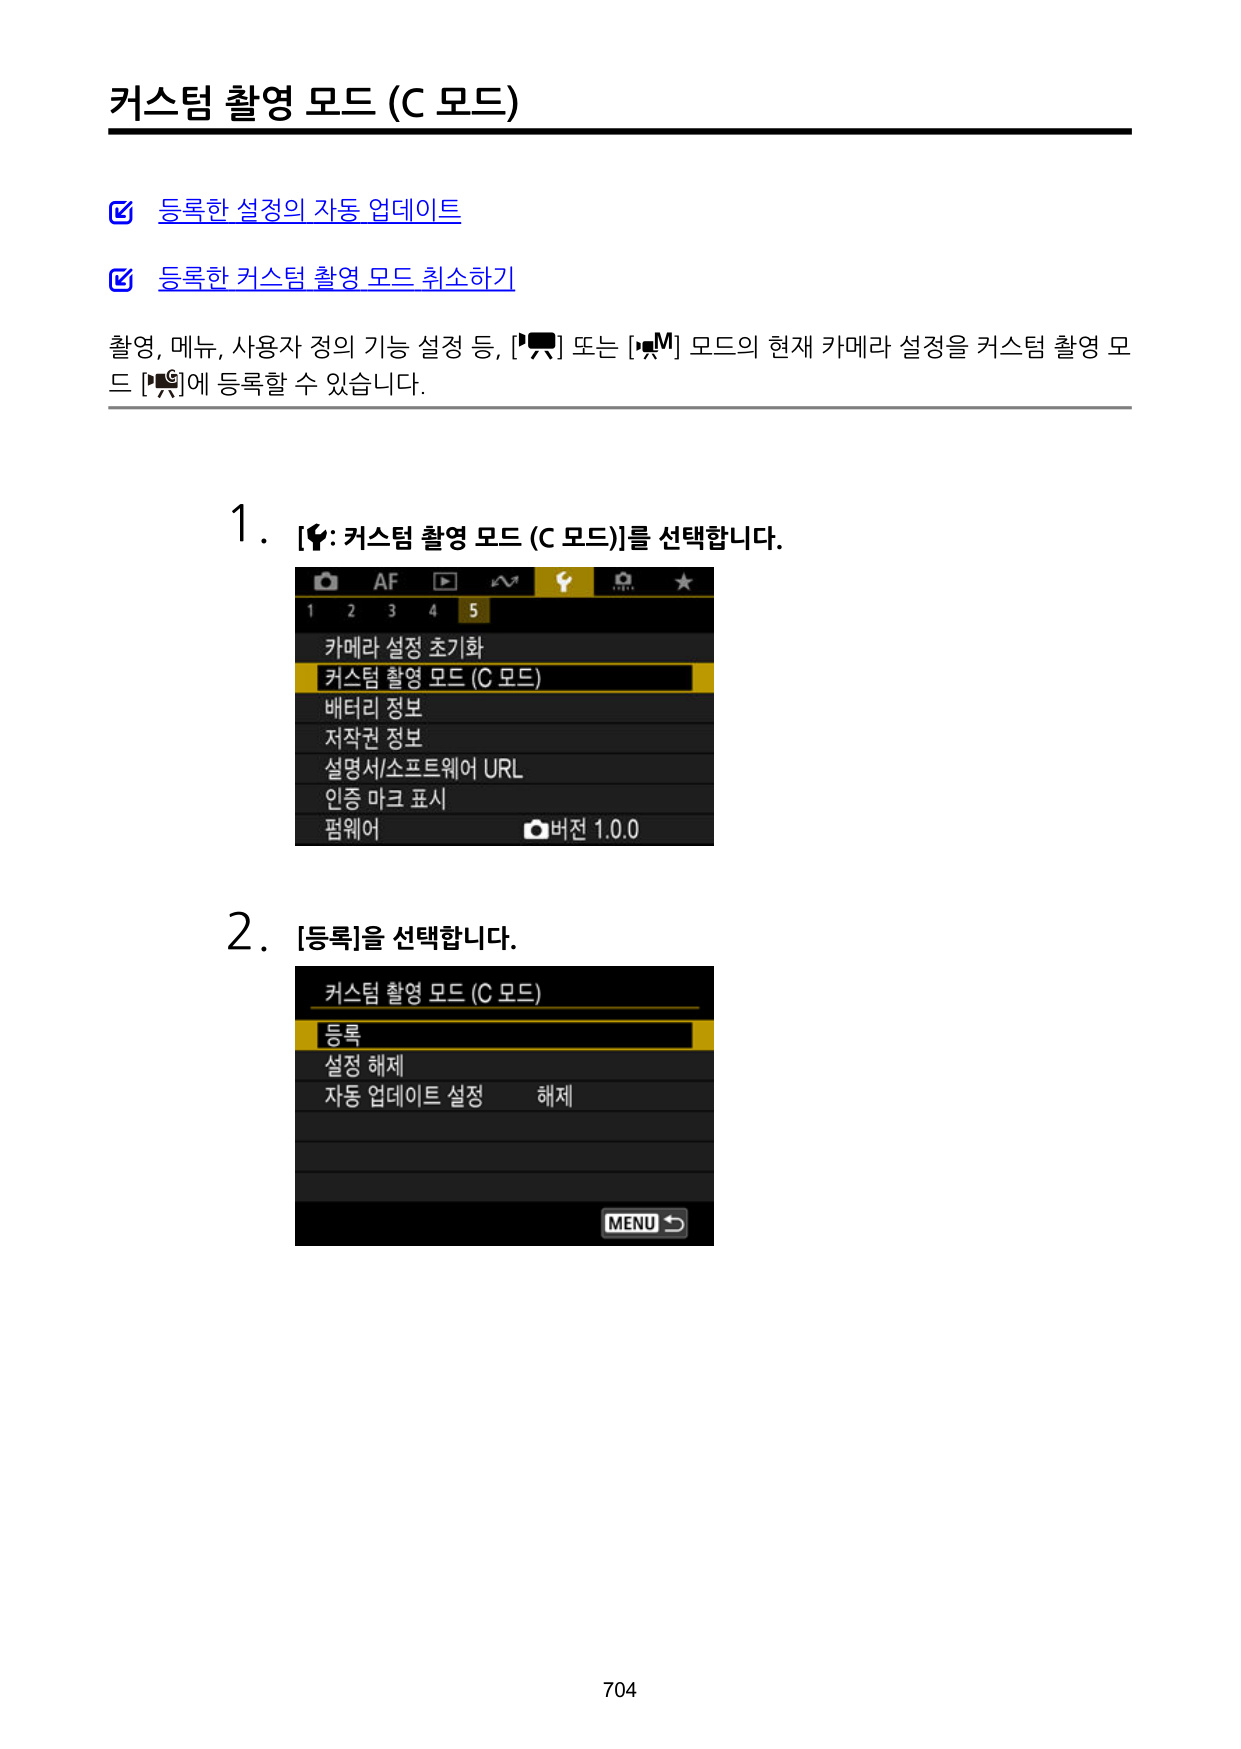 커스텀 촬영 모드 (C 모드)
등록한 설정의 자동 업데이트
등록한 커스텀 촬영 모드 취소하기
촬영, 메뉴, 사용자 정의 기능 설정 등, [] 또는 [M] 모드의 현재 카메라 설정을 커스텀 촬영 모
드 [C]에 등록할 수 있습니다.
1. [: 커스텀 촬영 모드 (C 모드)]를 선택합니다.
AF
1 2 3 4 5
카메라 설정 초기화
커스텀 촬영 모드 (C 모드)
배터리 정보
저작권 정보
설명서/소프트웨어 URL
인증 마크 표시
펌웨어 버전 1.0.0
2. [등록]을 선택합니다.
커스텀 촬영 모드 (C 모드)
등록
설정 해제
자동 업데이트 설정 해제
MENU
704